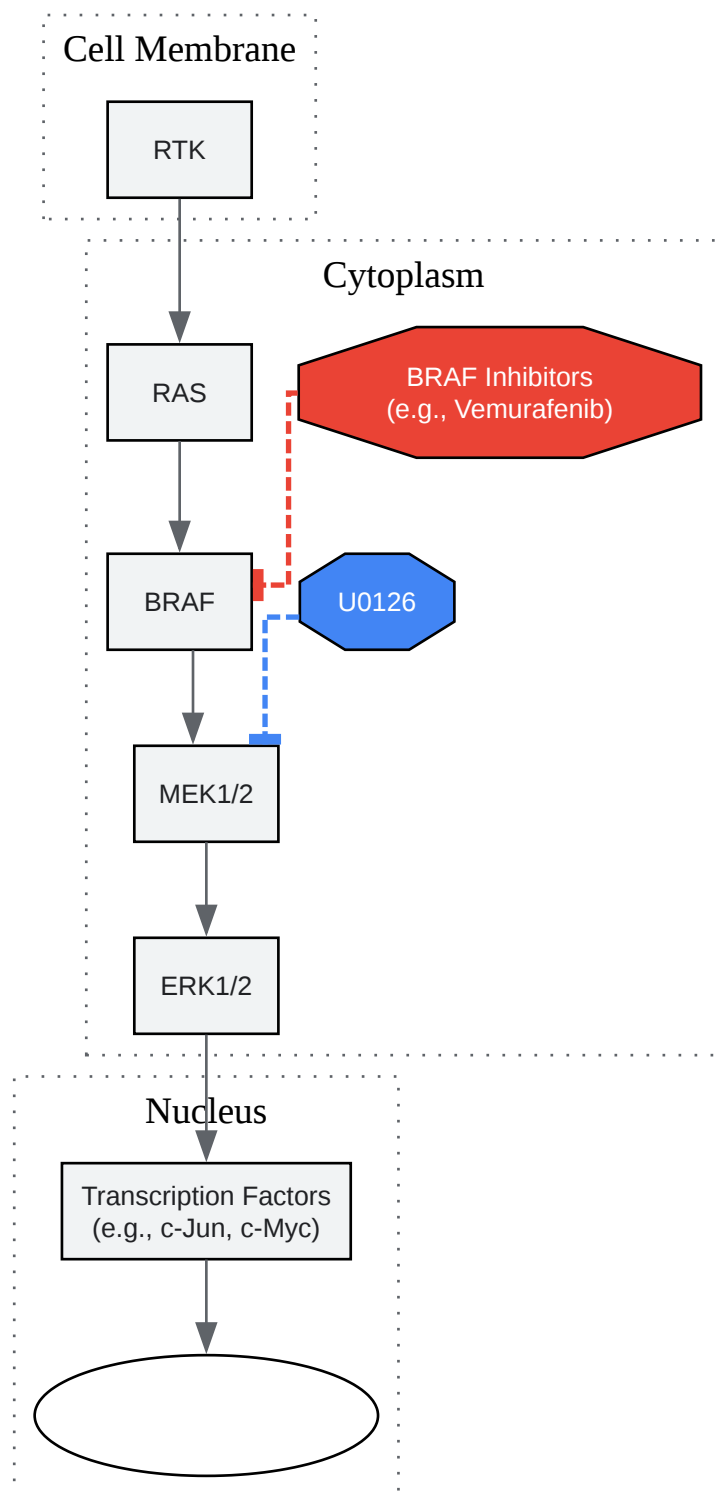 Cell Membrane
RTK
Cytoplasm
RAS
BRAF Inhibitors
(e.g., Vemurafenib)
BRAF
U0126
MEK1/2
ERK1/2
Nucleus
Transcription Factors
(e.g., c-Jun, c-Myc)